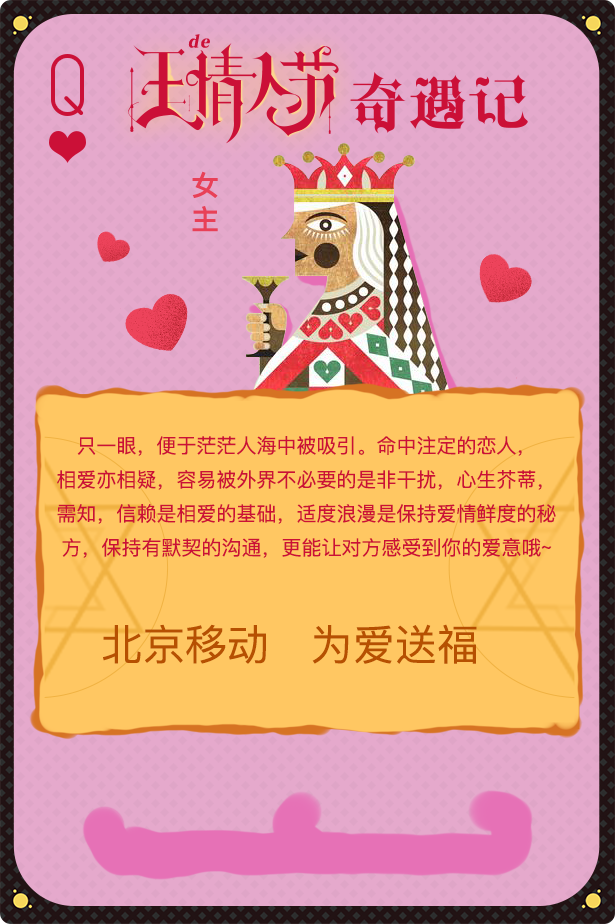 Q
de
王情人节 奇遇记
女
主
只一眼，便于茫茫人海中被吸引。命中注定的恋人，
相爱亦相疑，容易被外界不必要的是非干扰，心生芥蒂，
需知，信赖是相爱的基础，适度浪漫是保持爱情鲜度的秘
方，保持有默契的沟通，更能让对方感受到你的爱意哦~
北京移动 为爱送福